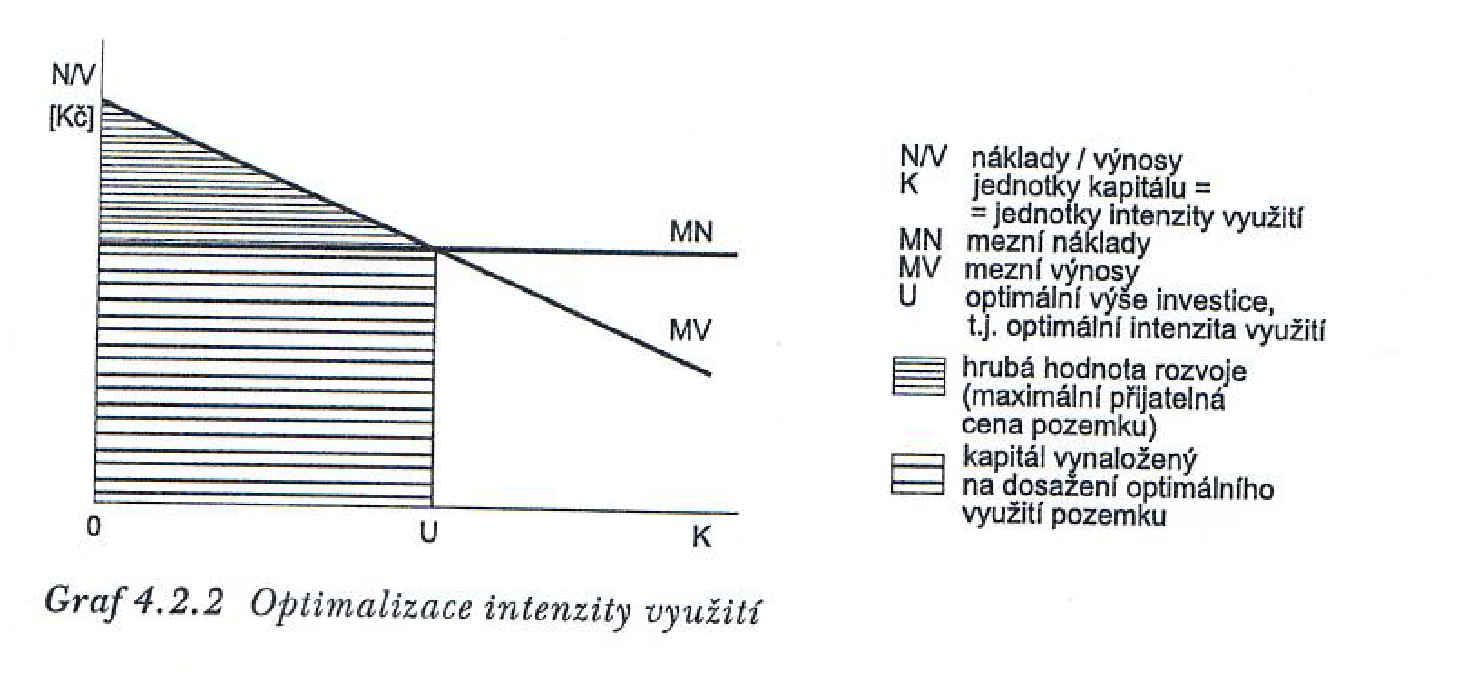 N/V
[Kč]
MN
MV
0
U
K
N/V náklady / výnosy
K jednotky kapitálu =
= jednotky intenzity využití
MN mezní náklady
MV mezní výnosy
U optimální výše investice,
t.j. optimální intenzita využití
hrubá hodnota rozvoje
(maximální přijatelná
cena pozemku)
kapitál vynaložený
na dosažení optimálního
využití pozemku
Graf 4.2.2 Optimalizace intenzity využití